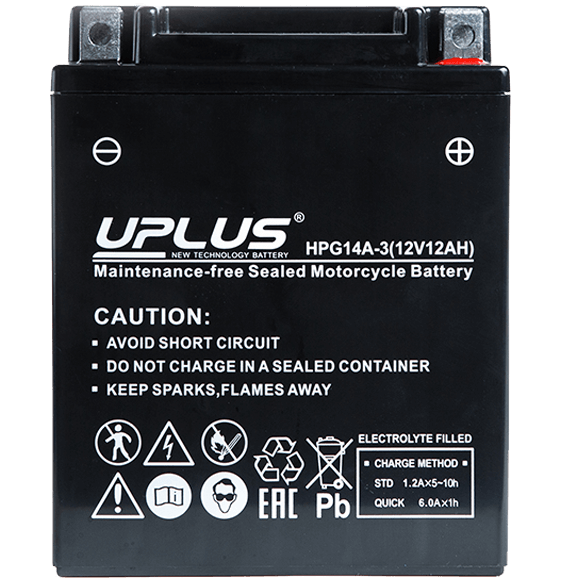 UPLUS®
NEW TECHNOLOGY BATTERY
HPG14A-3(12V12AH)
Maintenance-free Sealed Motorcycle Battery
CAUTION:
• AVOID SHORT CIRCUIT
• DO NOT CHARGE IN A SEALED CONTAINER
• KEEP SPARKS,FLAMES AWAY
ELECTROLYTE FILLED
• CHARGE METHOD •
STD 1.2A×5~10h
QUICK 6.0A×1h
EAC
Pb